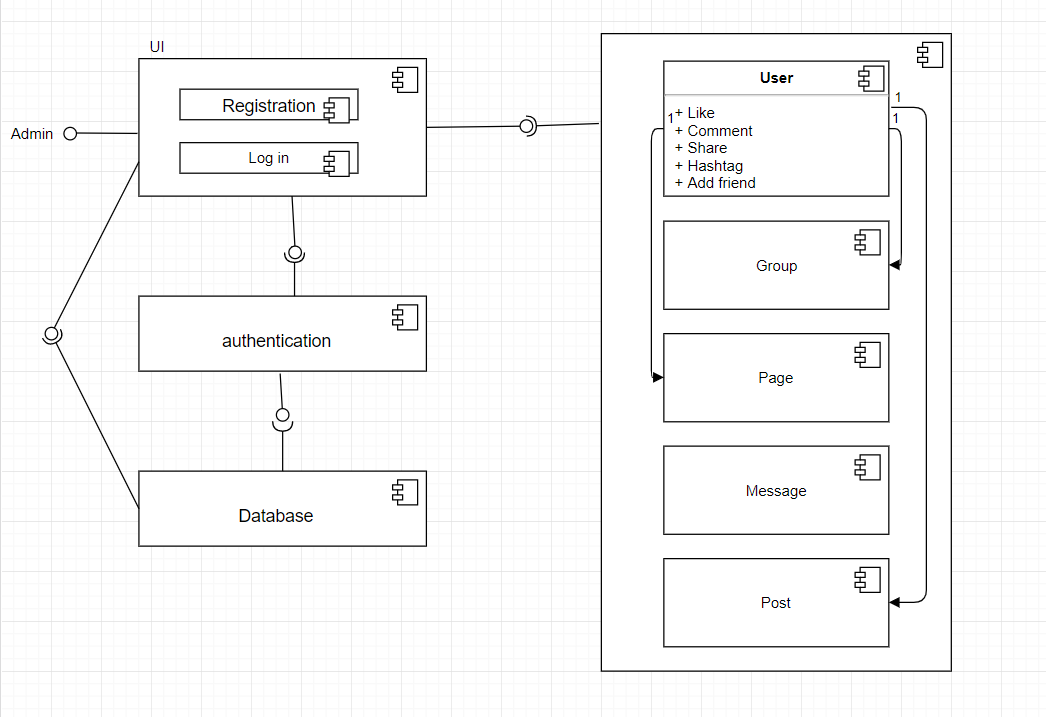 UI
Registration
Log in
Admin
authentication
Database
User
+ Like
+ Comment
+ Share
+ Hashtag
+ Add friend
1
1
1
Group
Page
Message
Post